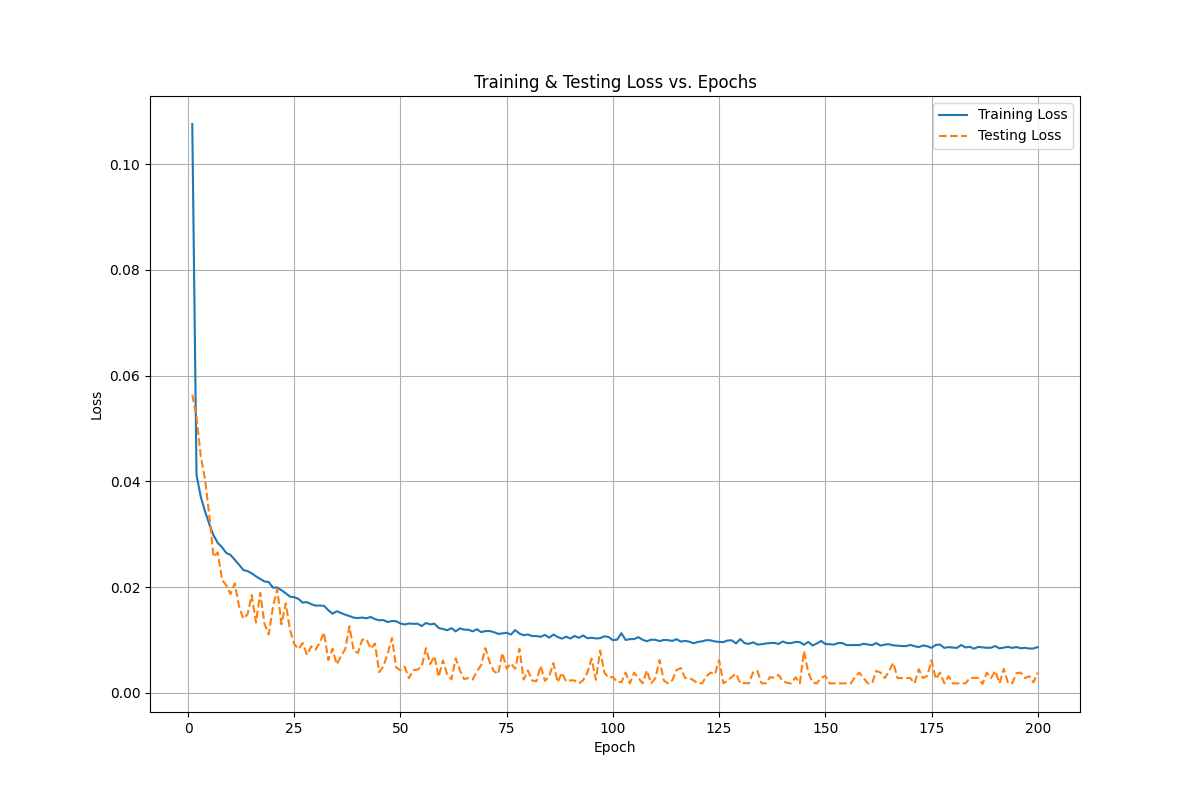 Training & Testing Loss vs. Epochs
Training Loss
Testing Loss
0.10
0.08
0.06
0.04
0.02
0.00
Loss
0 25 50 75 100 125 150 175 200
Epoch